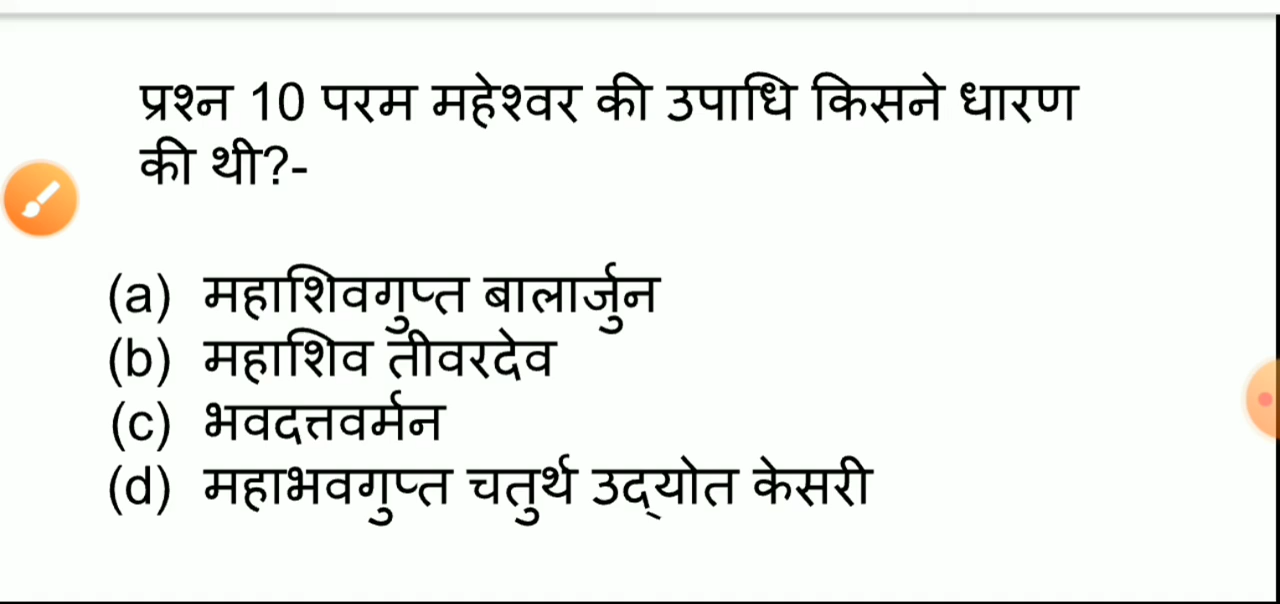 प्रश्न 10 परम महेश्वर की उपाधि किसने धारण
की थी?-
(a) महाशिवगुप्त बालार्जुन
(b) महाशिव तीवरदेव
(c) भवदत्तवर्मन
(d) महाभवगुप्त चतुर्थ उद्‌योत केसरी